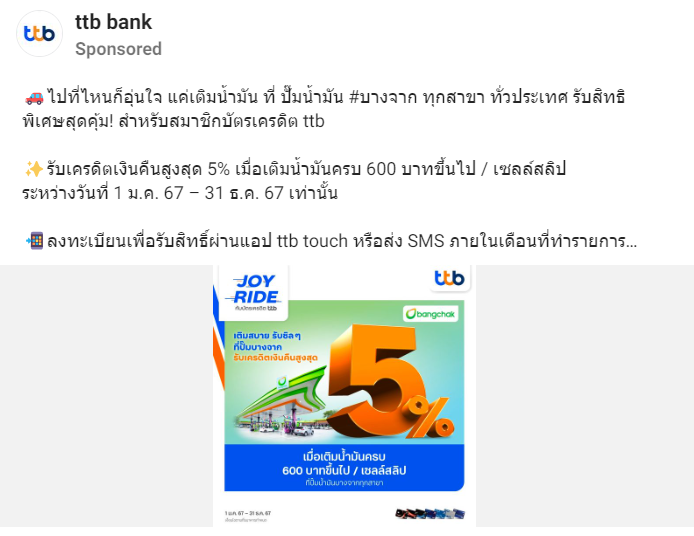 ttb bank
Sponsored
🚗 ไปที่ไหนก็อุ่นใจ แค่เติมน้ำมัน ที่ ปั๊มน้ำมัน #บางจาก ทุกสาขา ทั่วประเทศ รับสิทธิ
พิเศษสุดคุ้ม! สำหรับสมาชิกบัตรเครดิต ttb
✨รับเครดิตเงินคืนสูงสุด 5% เมื่อเติมน้ำมันครบ 600 บาทขึ้นไป / เซลล์สลิป
ระหว่างวันที่ 1 ม.ค. 67 – 31 ธ.ค. 67 เท่านั้น
📲ลงทะเบียนเพื่อรับสิทธิ์ผ่านแอป ttb touch หรือส่ง SMS ภายในเดือนที่ทำรายการ...
JOY
RIDE
กับบัตรเครดิต ttb
ttb
bangchak
เติมสบาย รับชิลๆ
ที่ปั๊มบางจาก
รับเครดิตเงินคืนสูงสุด
5%
เมื่อเติมน้ำมันครบ
600 บาทขึ้นไป / เซลล์สลิป
ที่ปั๊มน้ำมันบางจากทุกสาขา
1 ม.ค. 67 – 31 ธ.ค. 67